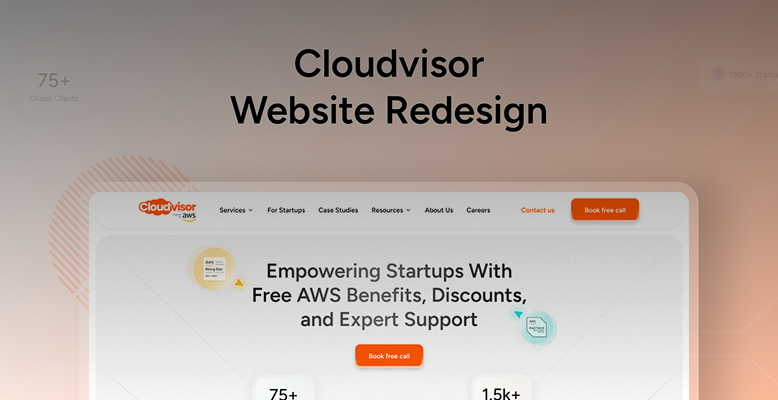 Cloudvisor
Website Redesign
75+
Global Clients
1500+ Startu
Cloudvisor
aws
Services
For Startups
Case Studies
Resources
About Us
Careers
Contact us
Book free call
aws
Rising Star
Empowering Startups With
Free AWS Benefits, Discounts,
and Expert Support
PARTNER
Book free call
75+
1.5k+